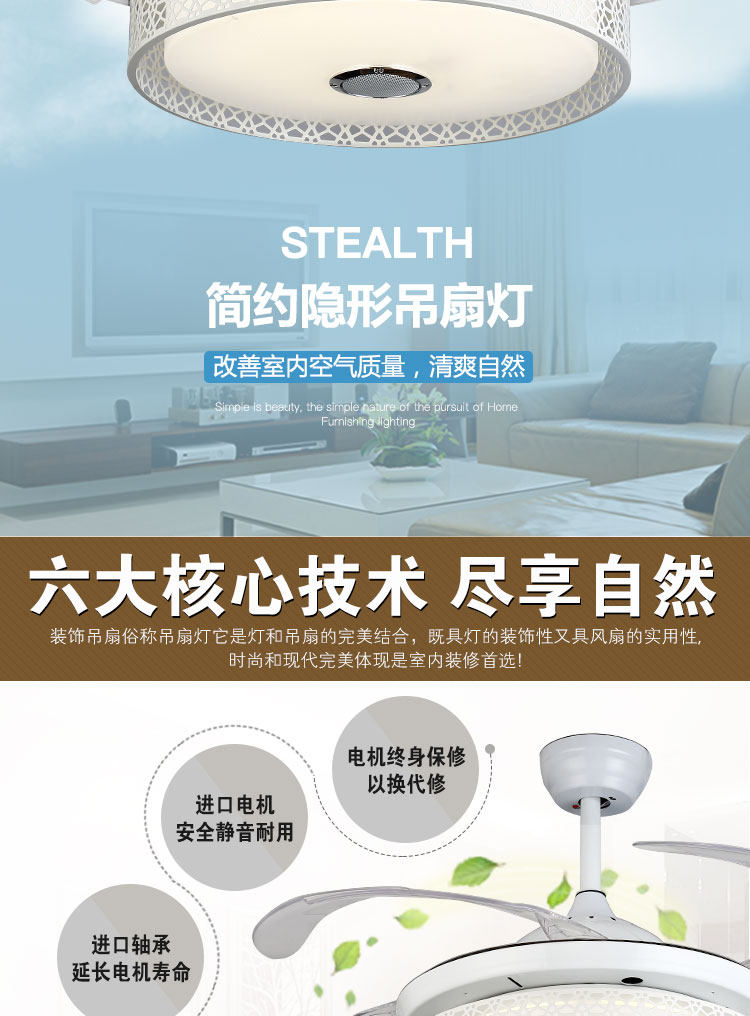 STEALTH
简约隐形吊扇灯
改善室内空气质量，清爽自然
Simple is beauty, the simple nature of the pursuit of Home
Furnishing lighting
六大核心技术 尽享自然
装饰吊扇俗称吊扇灯它是灯和吊扇的完美结合，既具灯的装饰性又具风扇的实用性,
时尚和现代完美体现是室内装修首选!
电机终身保修
以换代修
进口电机
安全静音耐用
进口轴承
延长电机寿命